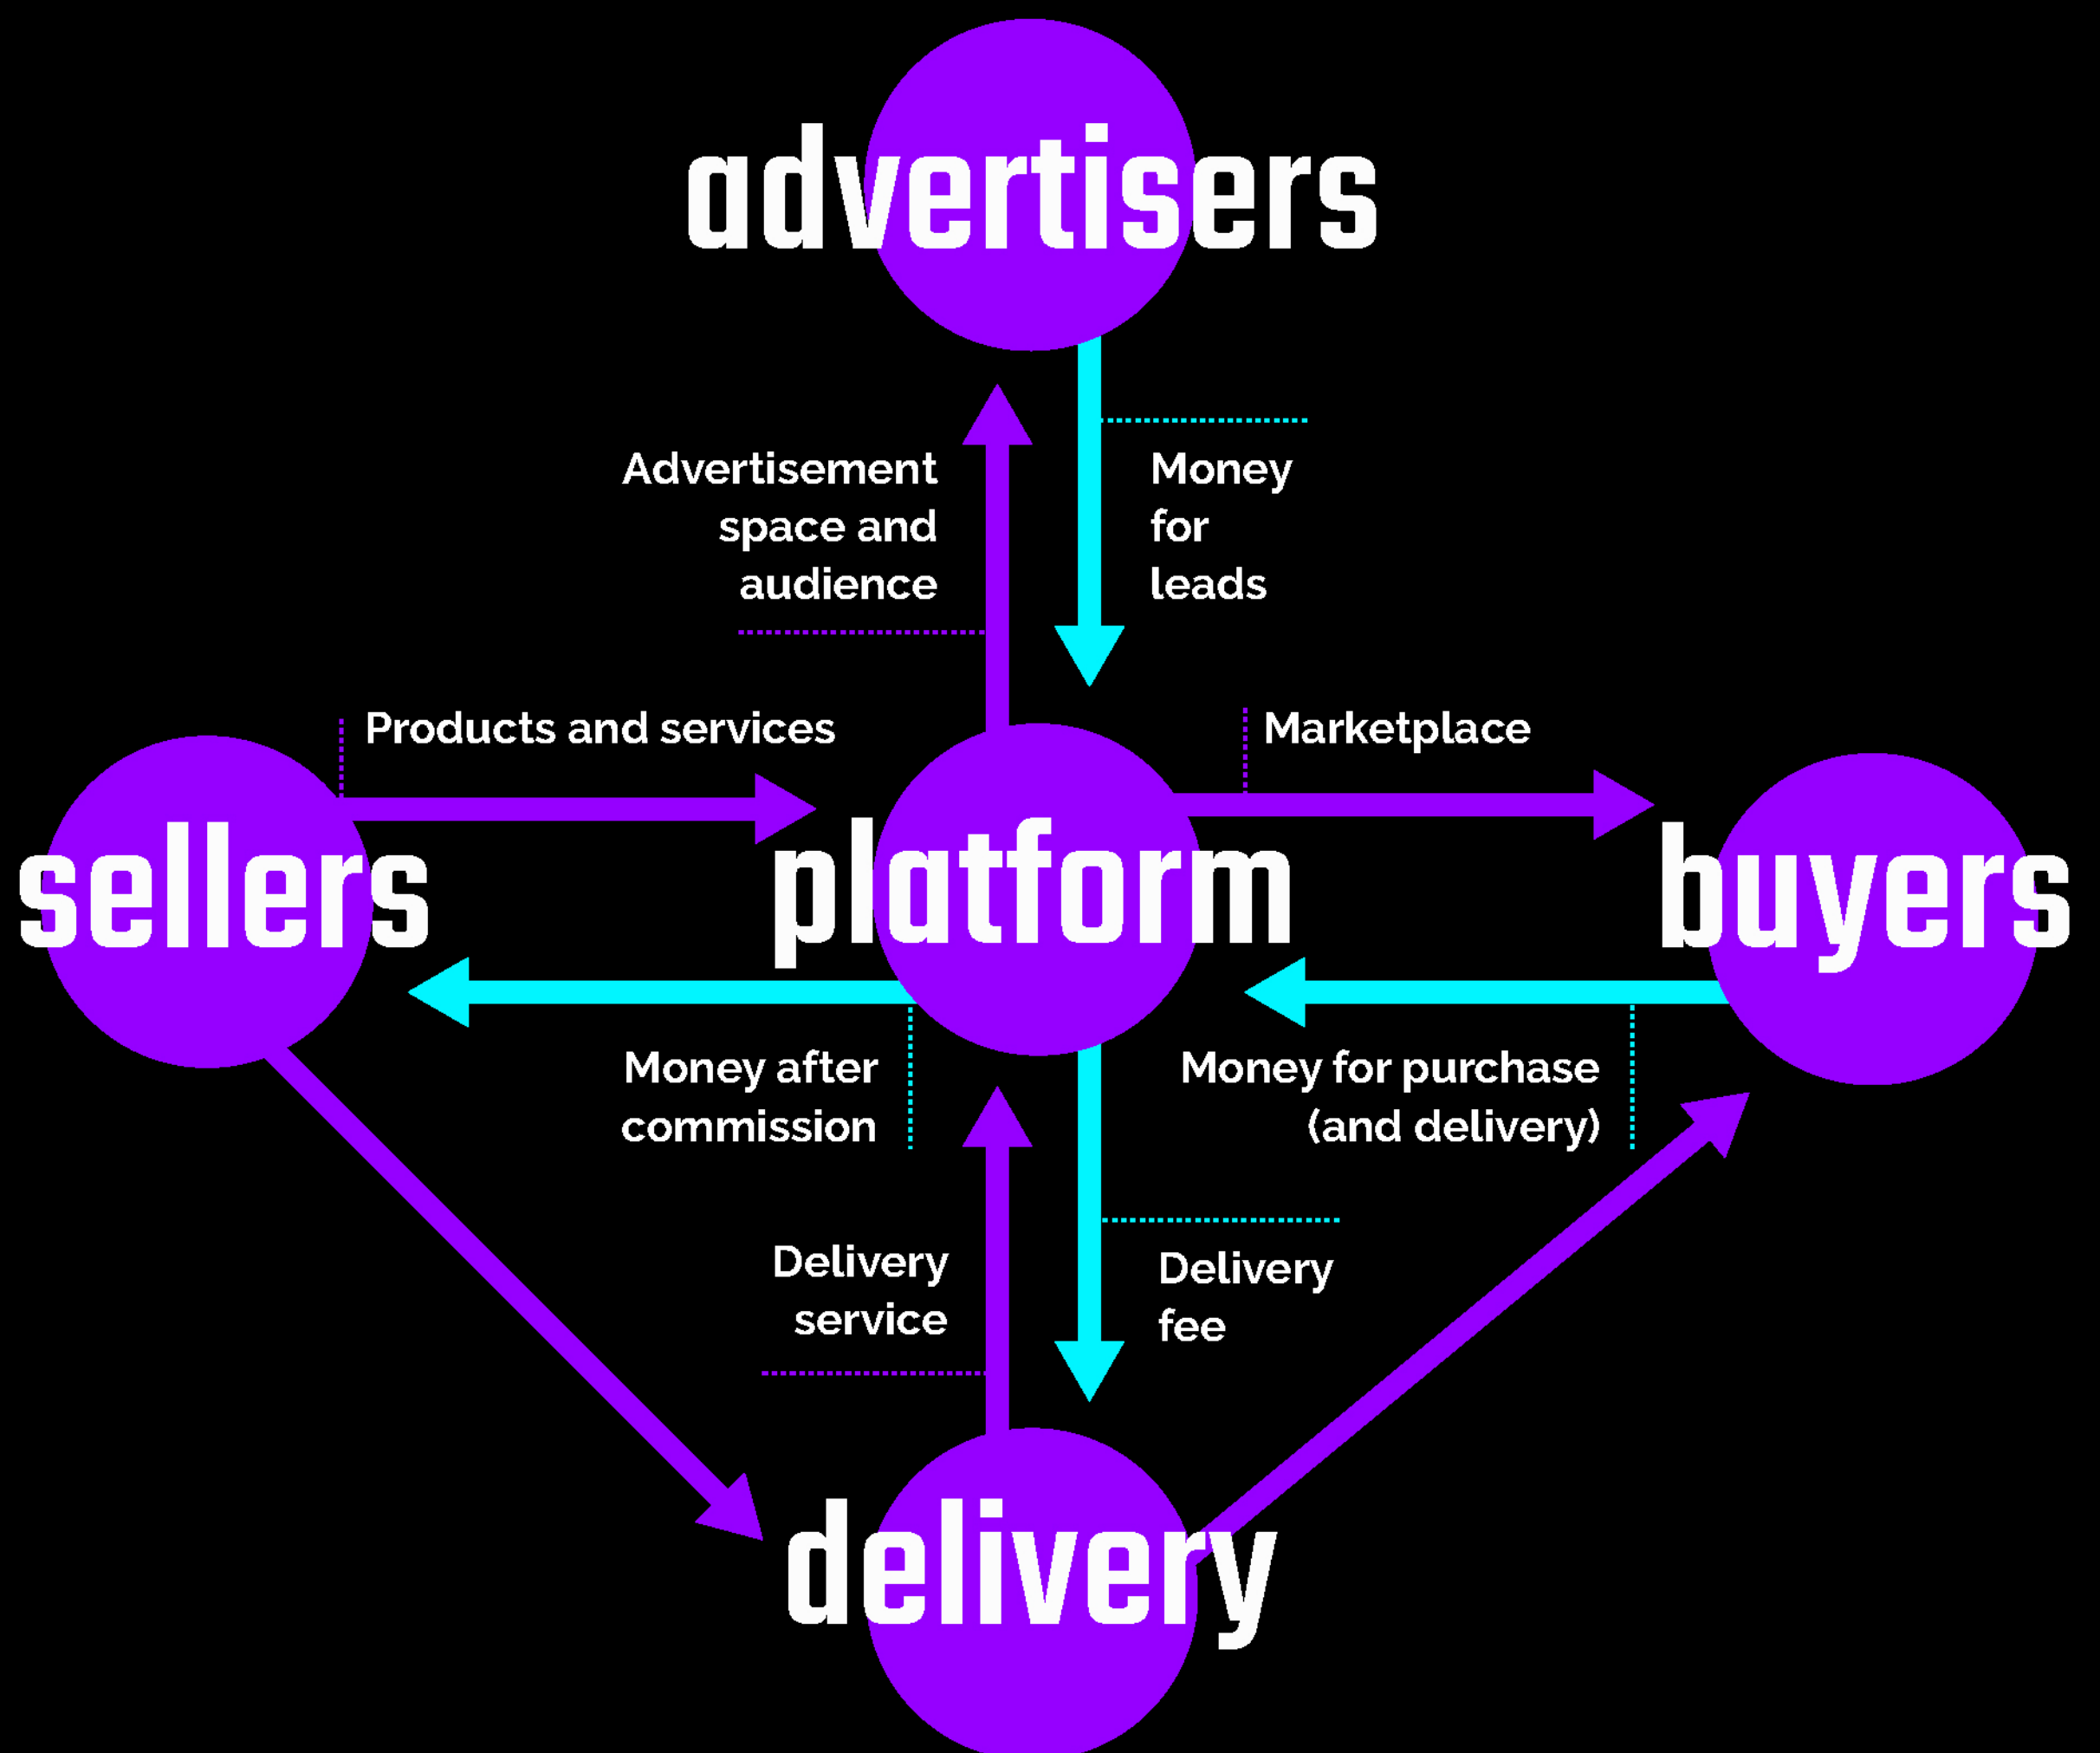 advertisers
Advertisement
space and
audience
Money
for
leads
Products and services
Marketplace
sellers
platform
buyers
Money after
commission
Money for purchase
(and delivery)
Delivery
service
Delivery
fee
delivery